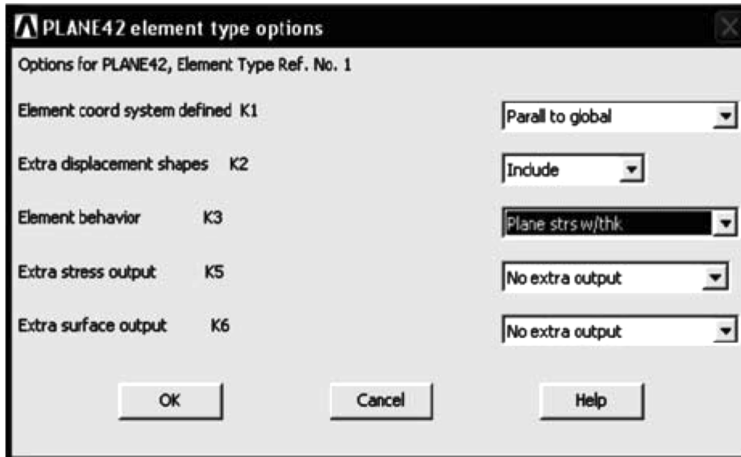 PLANE42 element type options
Options for PLANE42, Element Type Ref. No. 1
Element coord system defined K1 Parall to global
Extra displacement shapes K2 Include
Element behavior K3 Plane strs w/thk
Extra stress output K5 No extra output
Extra surface output K6 No extra output
OK Cancel Help